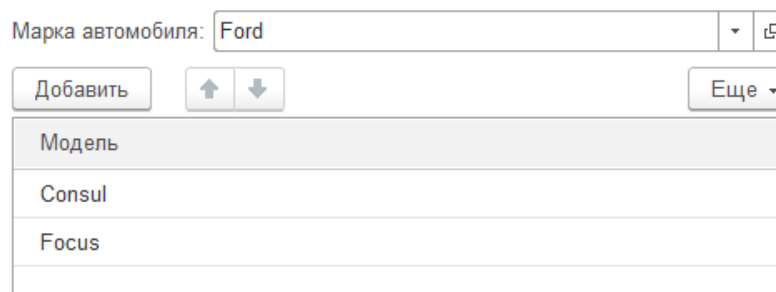 Марка автомобиля: Ford
Добавить Еще
Модель
Consul
Focus